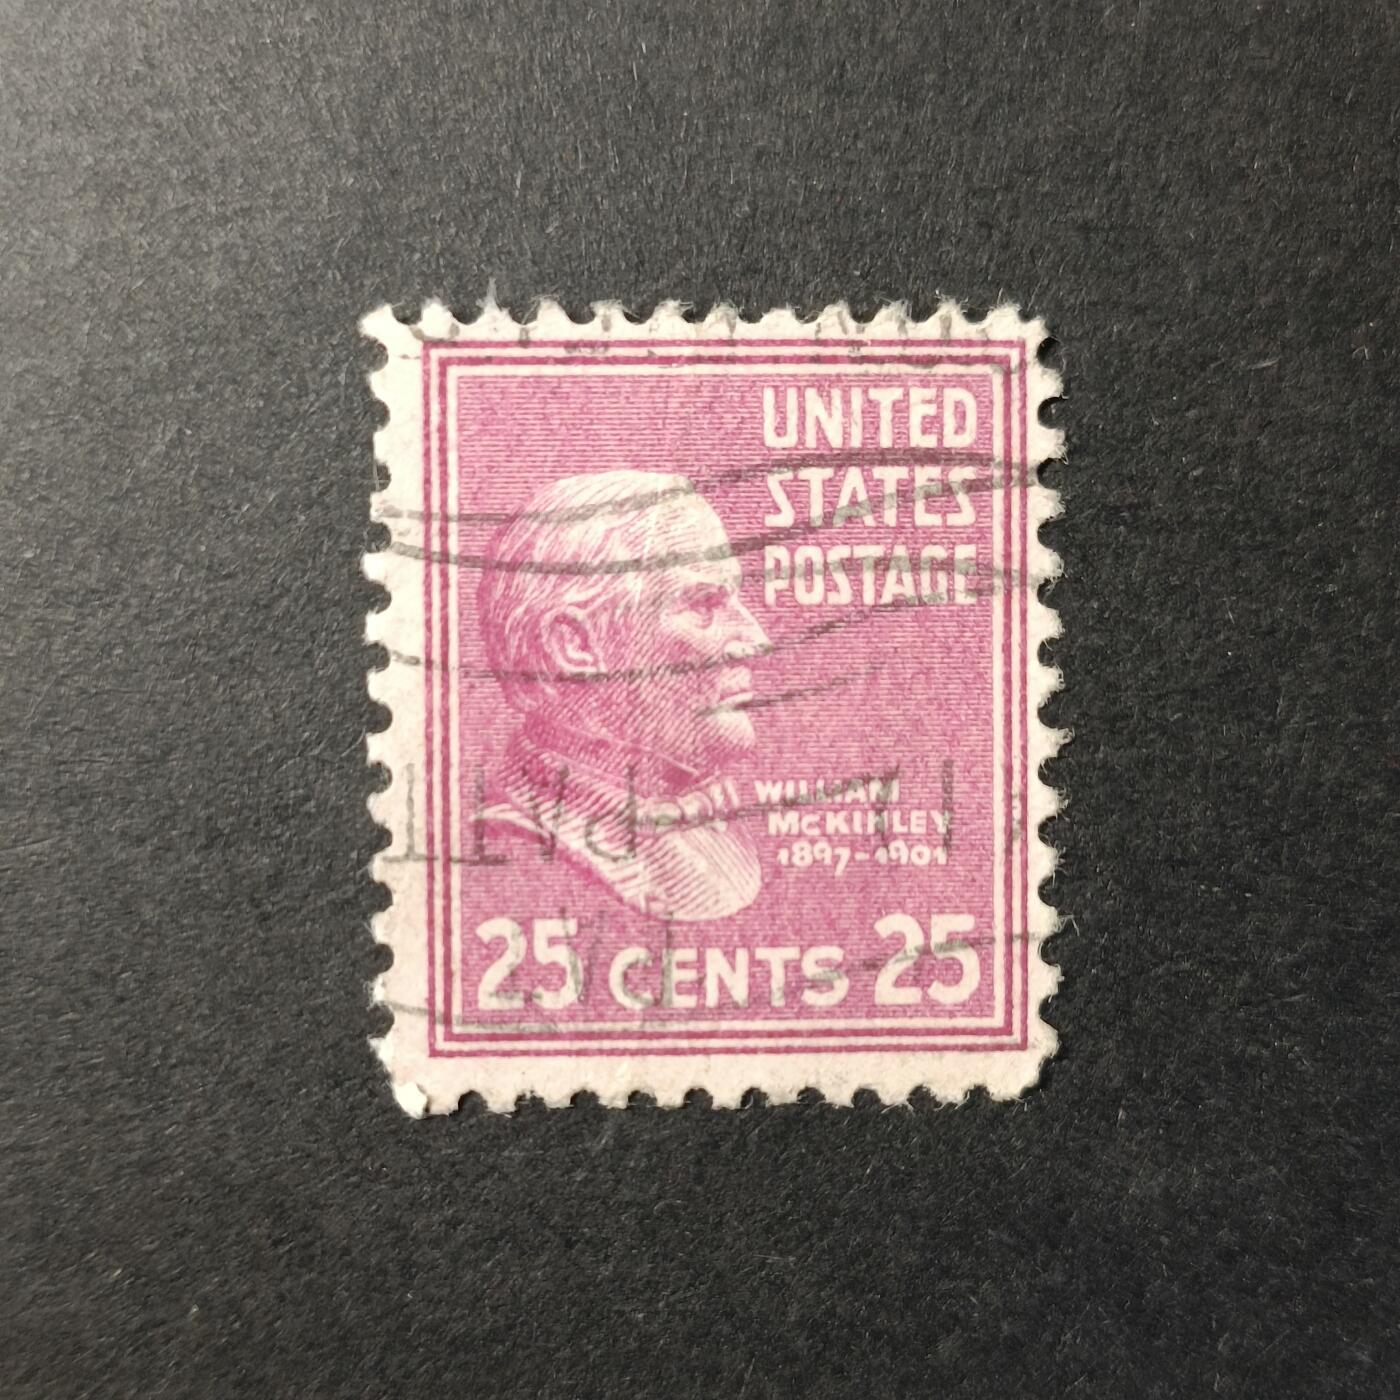 UNITED
STATES
POSTAGE
WILLIAM
McKINLEY
1897-1901
25 CENTS 25